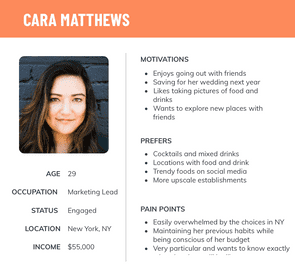 CARA MATTHEWS
AGE 29
OCCUPATION Marketing Lead
STATUS Engaged
LOCATION New York, NY
INCOME $55,000
MOTIVATIONS
Enjoys going out with friends
Saving for her wedding next year
Likes taking pictures of food and
drinks
Wants to explore new places with
friends
PREFERS
Cocktails and mixed drinks
Locations with food and drink
Trendy foods on social media
More upscale establishments
PAIN POINTS
Easily overwhelmed by the choices in NY
Maintaining her previous habits while
being conscious of her budget
Very particular and wants to know exactly